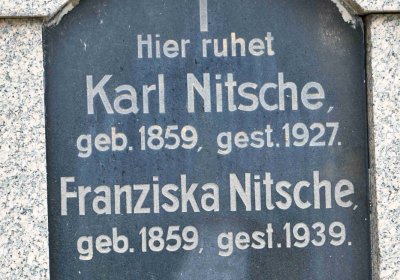 Hier ruhet
Karl Nitsche,
geb. 1859, gest. 1927.
Franziska Nitsche,
geb. 1859, gest. 1939.